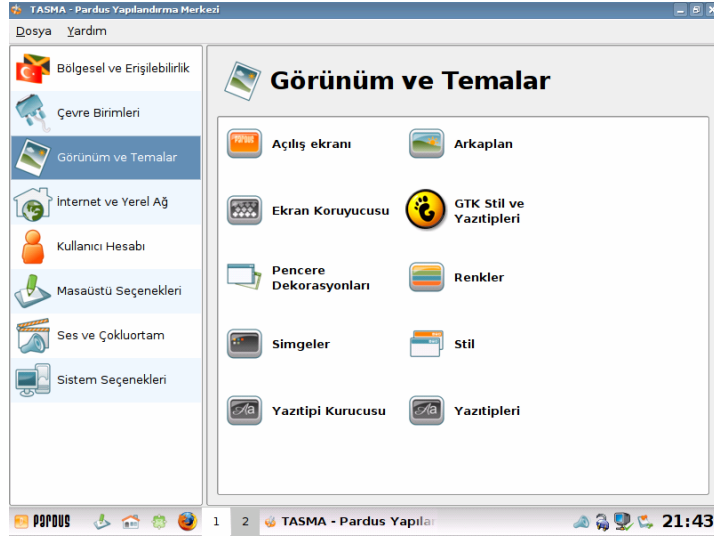 TASMA - Pardus Yapılandırma Merkezi
Dosya Yardım
Bölgesel ve Erişilebilirlik
Çevre Birimleri
Görünüm ve Temalar
İnternet ve Yerel Ağ
Kullanıcı Hesabı
Masaüstü Seçenekleri
Ses ve Çokluortam
Sistem Seçenekleri
Görünüm ve Temalar
Açılış ekranı
Arkaplan
Ekran Koruyucusu
GTK Stil ve
Yazıtipleri
Pencere
Dekorasyonları
Renkler
Simgeler
Stil
Yazıtipi Kurucusu
Yazıtipleri
PARDUS 1 2 TASMA - Pardus Yapılar 21:43